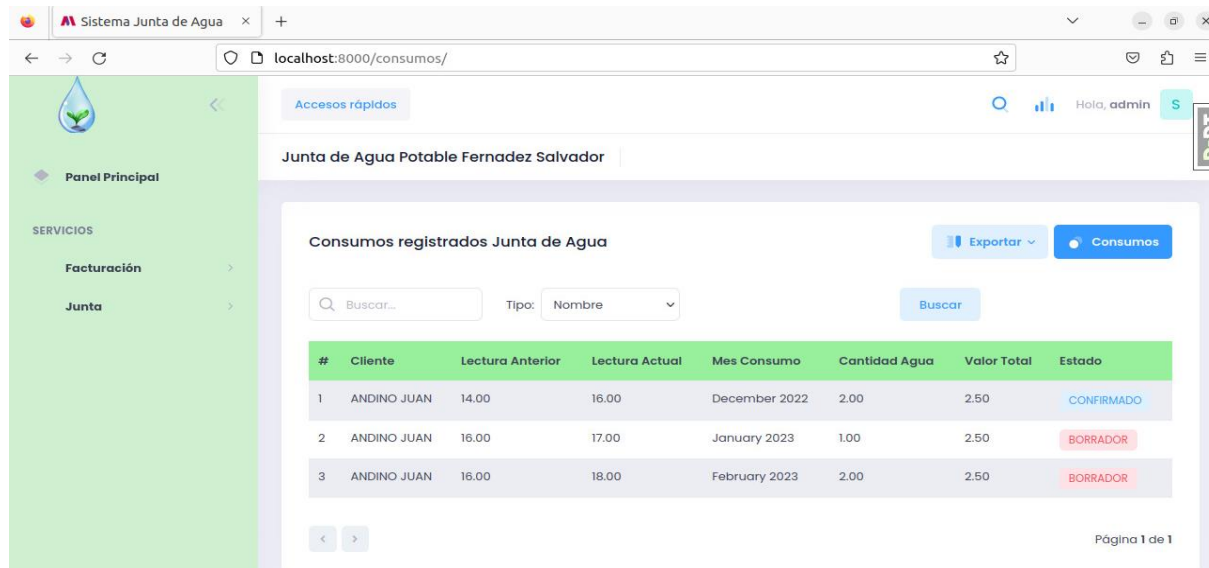 Sistema Junta de Agua
localhost:8000/consumos/
Accesos rápidos
Hola, admin S
Junta de Agua Potable Fernadez Salvador
Panel Principal
SERVICIOS
Facturación
Junta
Consumos registrados Junta de Agua
Exportar
Consumos
Buscar...
Tipo: Nombre
Buscar
# Cliente Lectura Anterior Lectura Actual Mes Consumo Cantidad Agua Valor Total Estado
1 ANDINO JUAN 14.00 16.00 December 2022 2.00 2.50 CONFIRMADO
2 ANDINO JUAN 16.00 17.00 January 2023 1.00 2.50 BORRADOR
3 ANDINO JUAN 16.00 18.00 February 2023 2.00 2.50 BORRADOR
Página 1 de 1